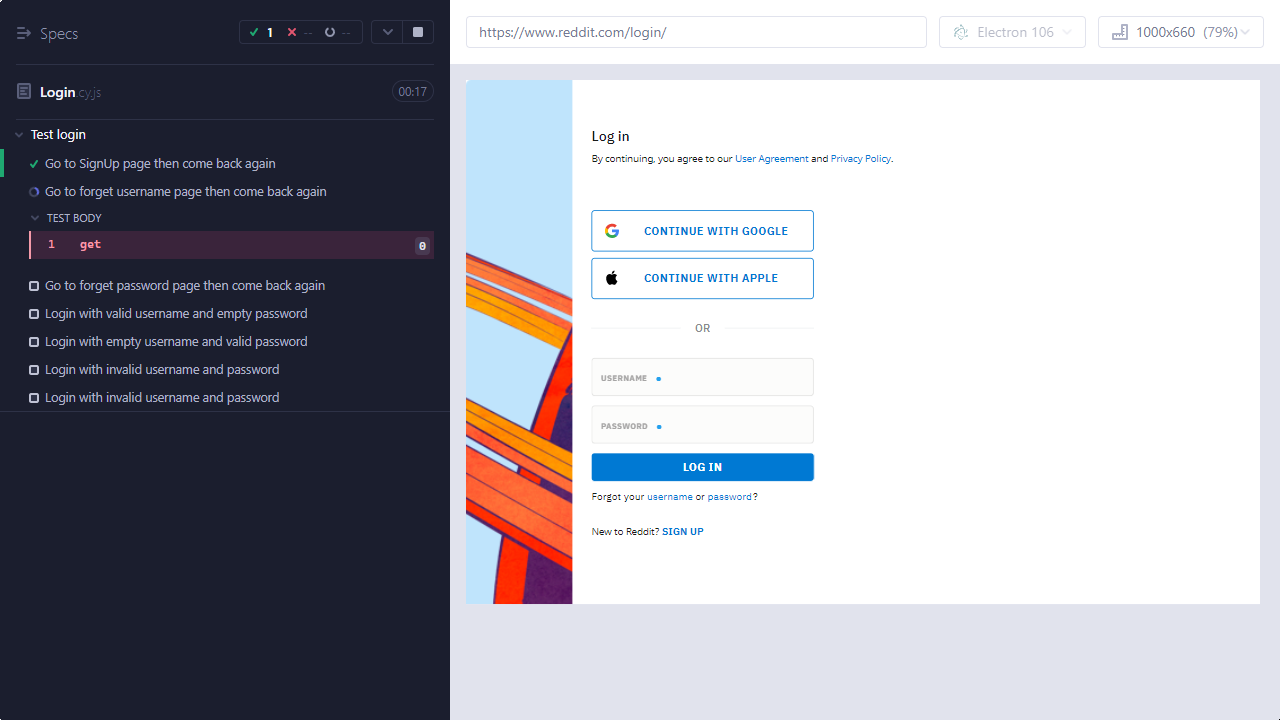 Specs
1
--
--
Login.cy.js
00:17
Test login
Go to SignUp page then come back again
Go to forget username page then come back again
TEST BODY
1 get 0
Go to forget password page then come back again
Login with valid username and empty password
Login with empty username and valid password
Login with invalid username and password
Login with invalid username and password
https://www.reddit.com/login/
Electron 106
1000x660 (79%)
Log in
By continuing, you agree to our User Agreement and Privacy Policy.
CONTINUE WITH GOOGLE
CONTINUE WITH APPLE
OR
USERNAME
PASSWORD
LOG IN
Forgot your username or password?
New to Reddit? SIGN UP